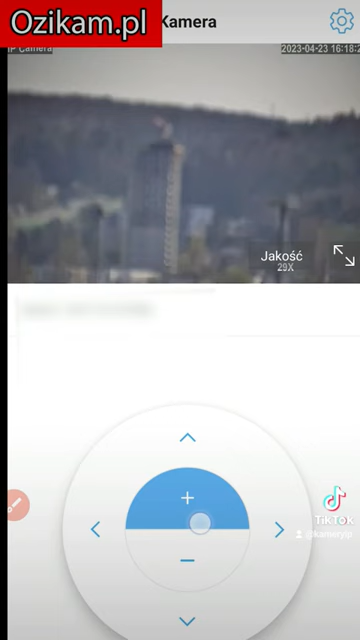 Ozikam.pl
Kamera
IP Camera
2023-04-23 16:18:2
Jakość
29X
TikTok
@kameryip